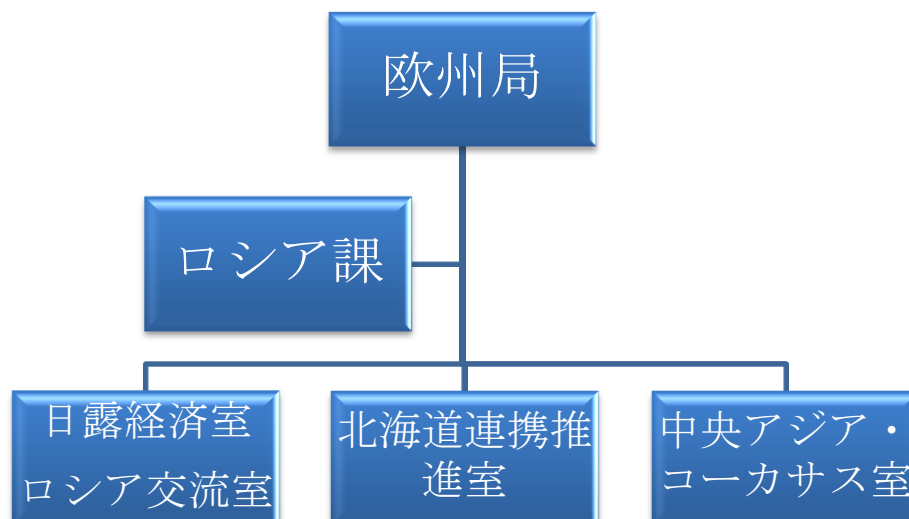 欧州局
ロシア課
日露経済室
ロシア交流室
北海道連携推
進室
中央アジア・
コーカサス室